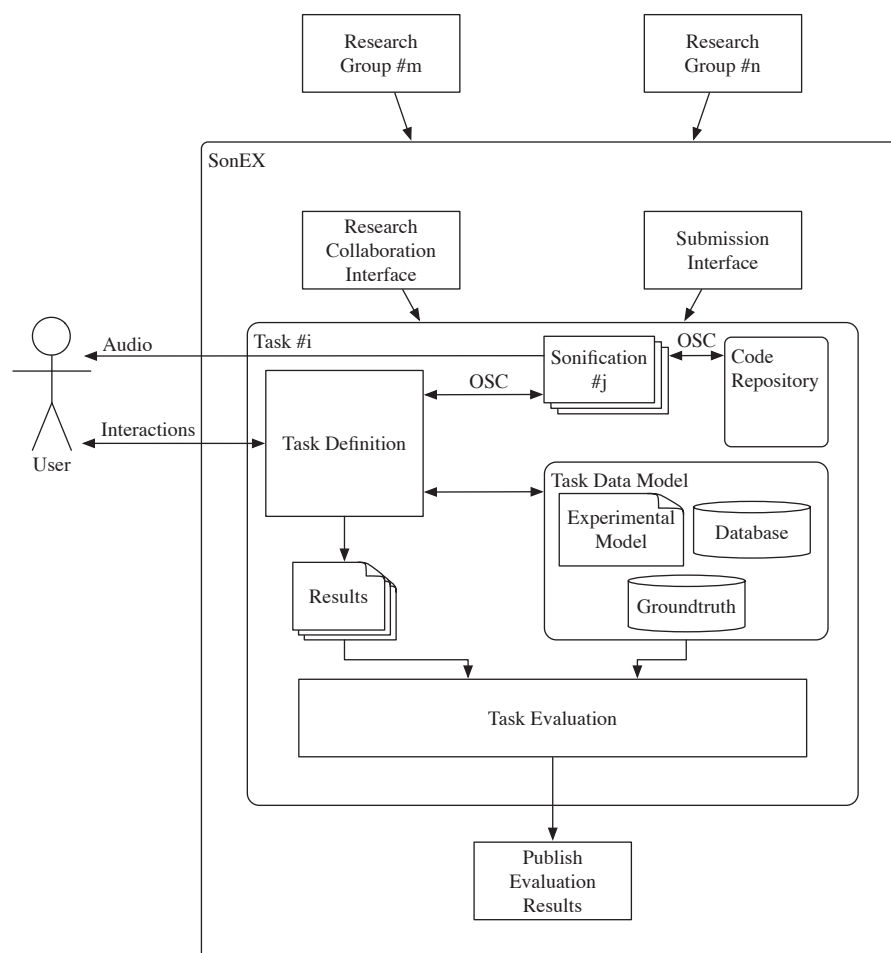 Research
Group #m
Research
Group #n
SonEX
Research
Collaboration
Interface
Submission
Interface
Audio
Task #i
Sonification
#j
OSC
Code
Repository
OSC
Interactions
Task Definition
User
Task Data Model
Experimental
Model
Database
Results
Groundtruth
Task Evaluation
Publish
Evaluation
Results